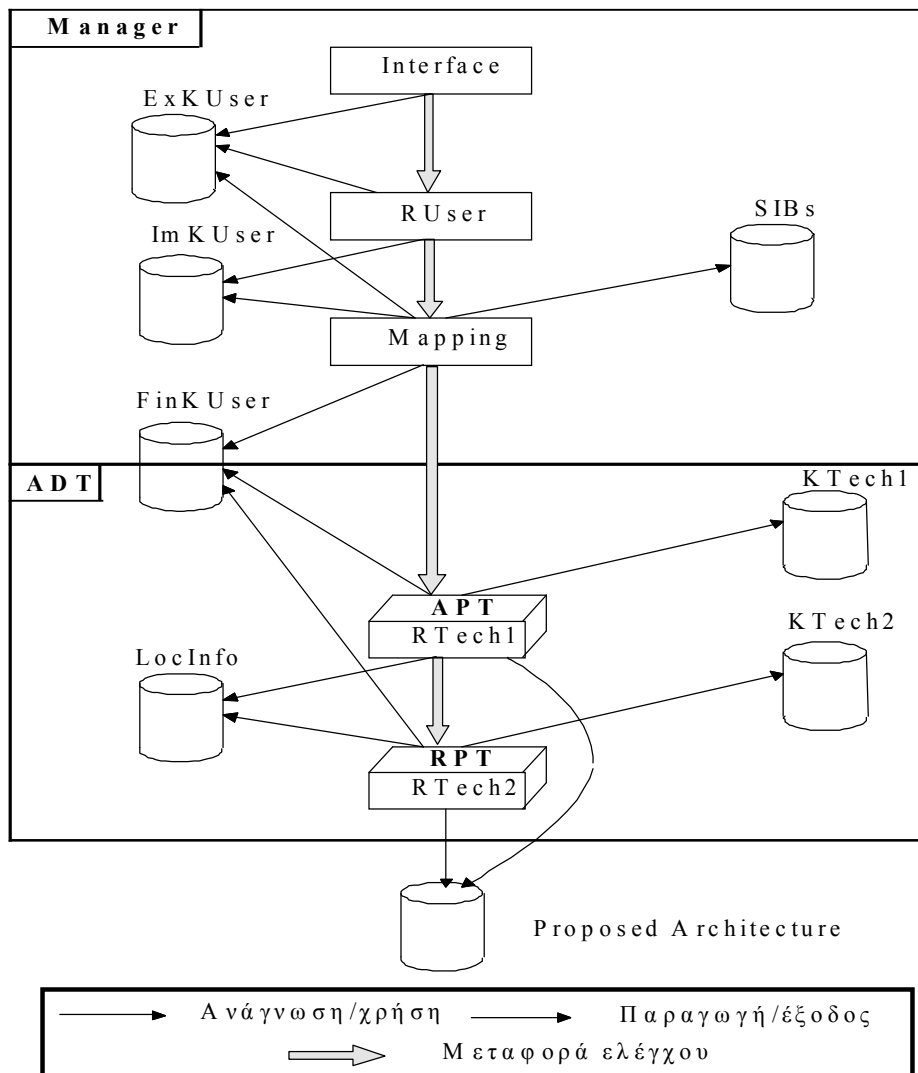 Manager
Interface
ExKUser
RUser
SIBs
ImKUser
Mapping
FinKUser
ADT
KTech1
APT
RTech1
KTech2
LocInfo
RPT
RTech2
Proposed Architecture
Ανάγνωση/χρήση
Παραγωγή/έξοδος
Μεταφορά ελέγχου